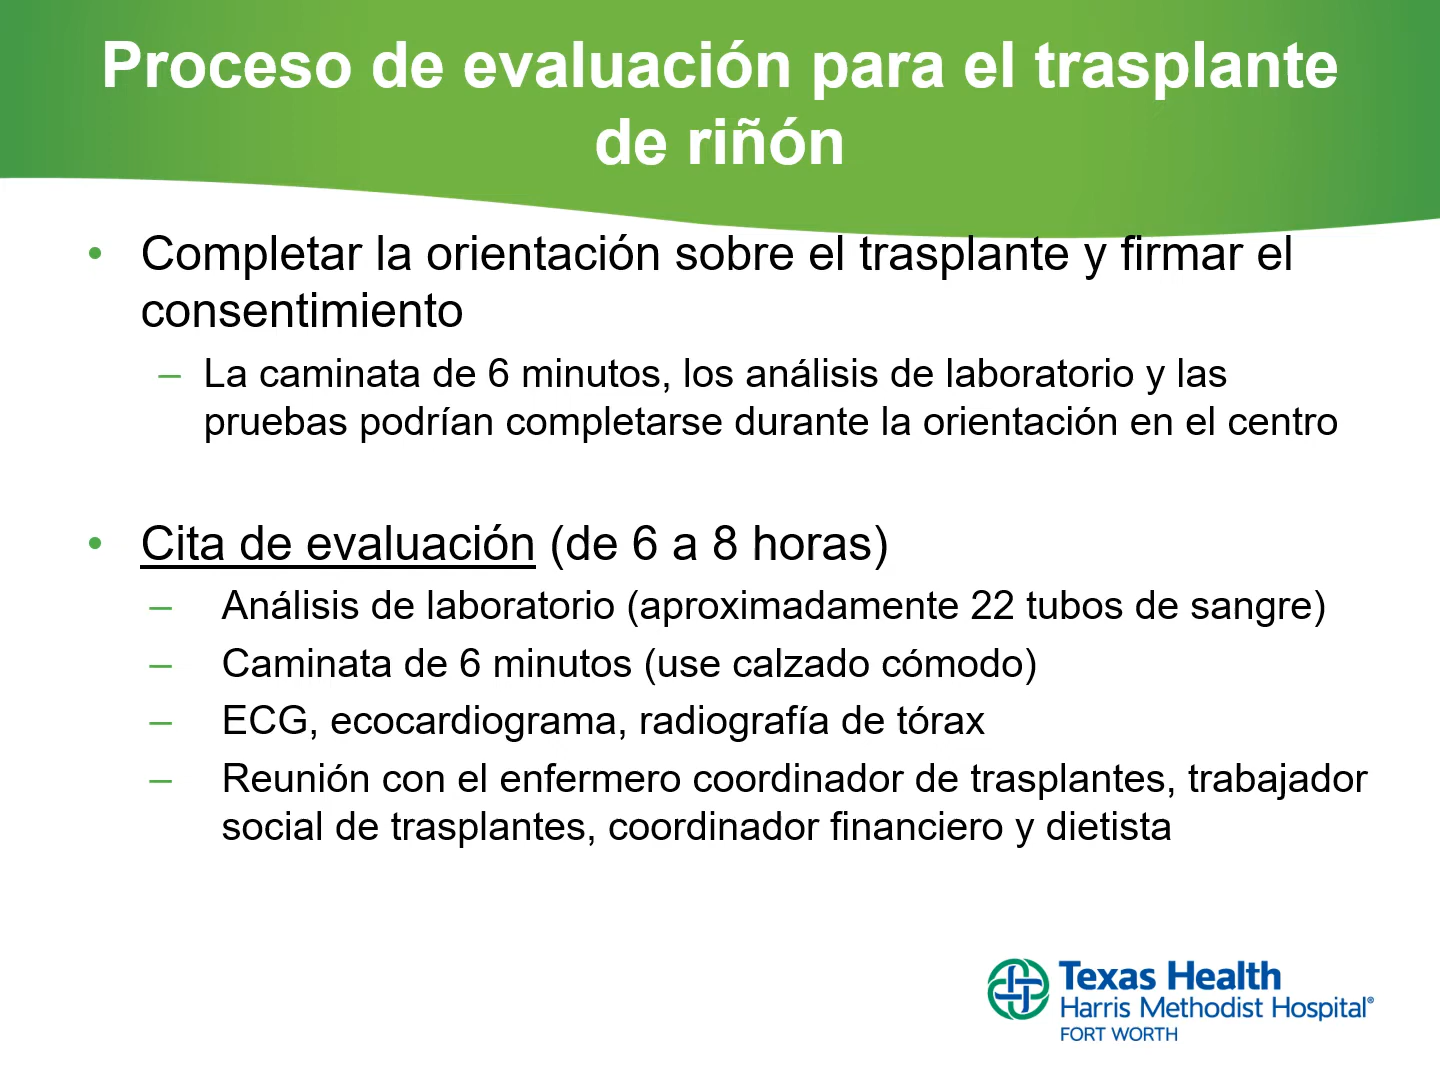 Proceso de evaluación para el trasplante
de riñón
• Completar la orientación sobre el trasplante y firmar el
consentimiento
– La caminata de 6 minutos, los análisis de laboratorio y las
pruebas podrían completarse durante la orientación en el centro
• Cita de evaluación (de 6 a 8 horas)
– Análisis de laboratorio (aproximadamente 22 tubos de sangre)
– Caminata de 6 minutos (use calzado cómodo)
– ECG, ecocardiograma, radiografía de tórax
– Reunión con el enfermero coordinador de trasplantes, trabajador
social de trasplantes, coordinador financiero y dietista
Texas Health
Harris Methodist Hospital®
FORT WORTH